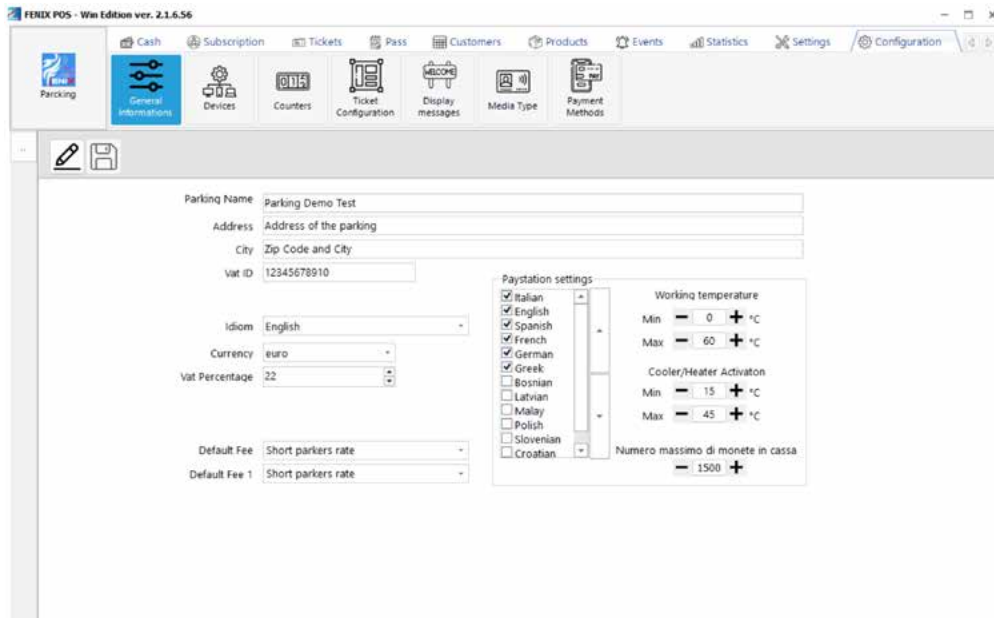 FENIX POS - Win Edition ver. 2.1.6.56
Cash Subscription Tickets Pass Customers Products Events Statistics Settings Configuration
FENIX
Parcking
General Informations
Devices
0 1 5
Counters
Ticket Configuration
WELCOME
Display messages
Media Type
PAY
Payment Methods
..
Parking Name Parking Demo Test
Address Address of the parking
City Zip Code and City
Vat ID 12345678910
Idiom English
Currency euro
Vat Percentage 22
Default Fee Short parkers rate
Default Fee 1 Short parkers rate
Paystation settings
Italian
English
Spanish
French
German
Greek
Bosnian
Latvian
Malay
Polish
Slovenian
Croatian
Working temperature
Min 0 °C
Max 60 °C
Cooler/Heater Activaton
Min 15 °C
Max 45 °C
Numero massimo di monete in cassa
1500